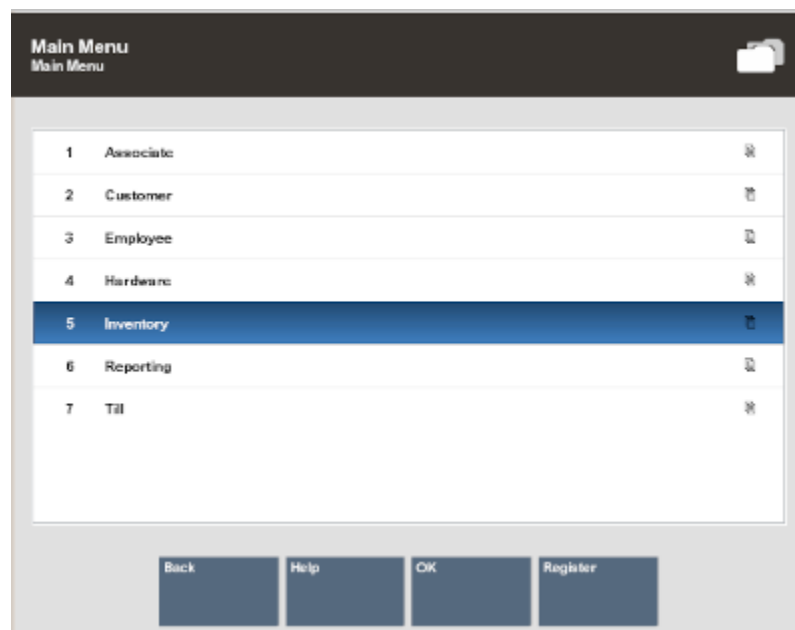 Main Menu
Main Menu
1 Associate
2 Customer
3 Employee
4 Hardware
5 Inventory
6 Reporting
7 Till
Back Help OK Register